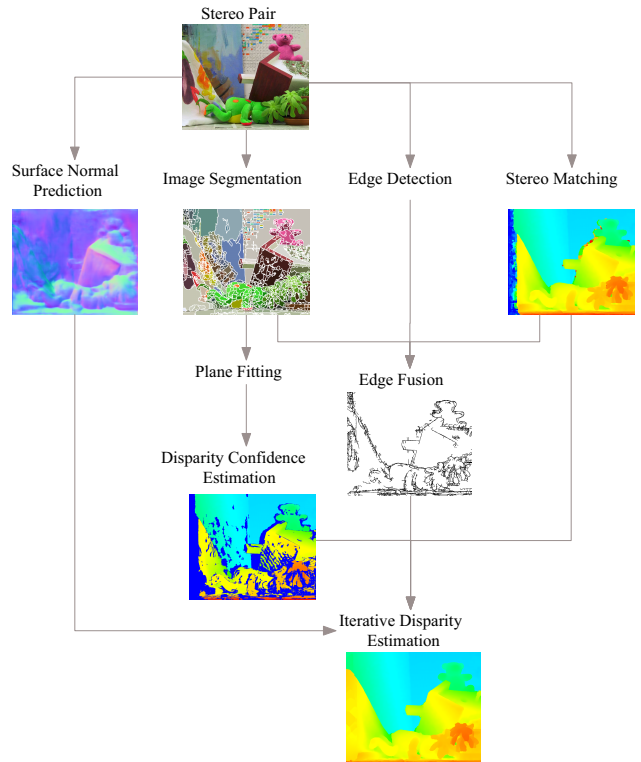 Stereo Pair
Surface Normal
Prediction
Image Segmentation
Edge Detection
Stereo Matching
Plane Fitting
Edge Fusion
Disparity Confidence
Estimation
Iterative Disparity
Estimation